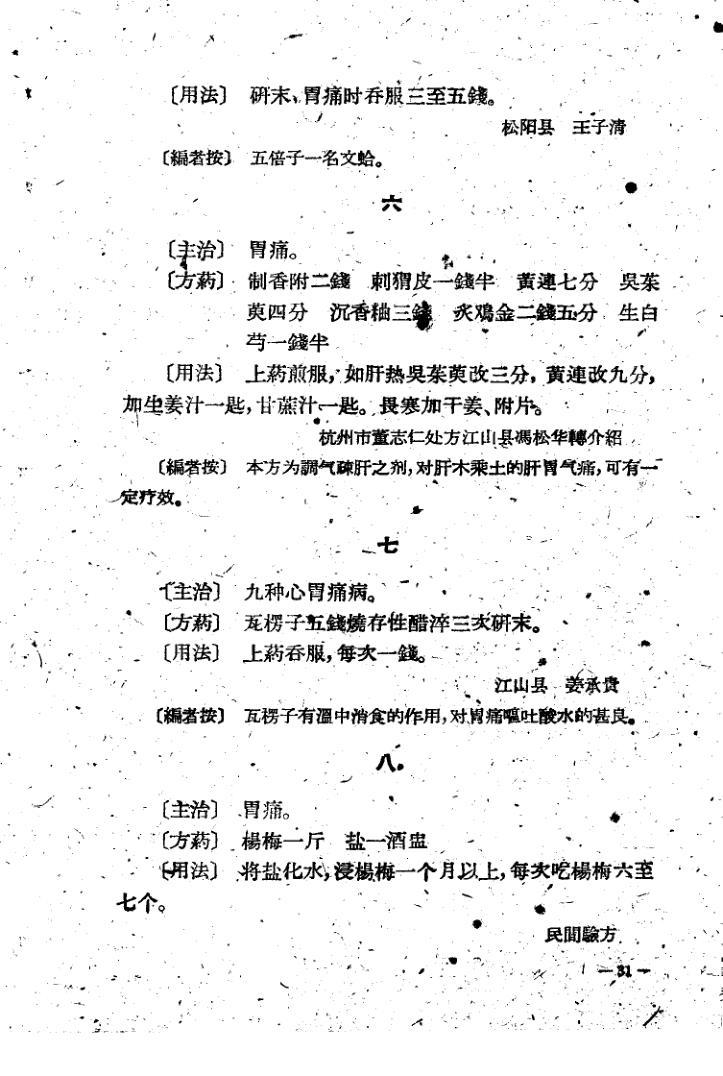 〔用法〕 硏末、胃痛时吞服三至五錢。
松阳县 王子清
〔編者按〕 五倍子一名文蛤。
六
〔主治〕 胃痛。
〔方葯〕 制香附二錢 刺猬皮一錢半 黃連七分 吳茱
萸四分 沉香釉三錢 炙鴂金二錢五分 生白
芍一錢半
〔用法〕 上葯煎服,如肝热吳茱萸改三分,黃連改九分,
加生姜汁一匙,甘蔗汁一匙。畏寒加干姜、附片。
杭州市董志仁处方江山县馮松华轉介紹
〔編者按〕 本方为調气疎肝之剂,对肝木乘土的肝胃气痛,可有一
定疗效。
七
〔主治〕 九种心胃痛病。
〔方葯〕 瓦楞子五錢燒存性醋淬三次硏末。
〔用法〕 上葯吞服,每次一錢。
江山县 姜承貴
〔編者按〕 瓦楞子有溫中消食的作用,对胃痛嘔吐酸水的甚良。
八
〔主治〕 胃痛。
〔方葯〕 楊梅一斤 盐一酒盅
〔用法〕 将盐化水,浸楊梅一个月以上,每次吃楊梅六至
七个。
民間驗方
— 31 —